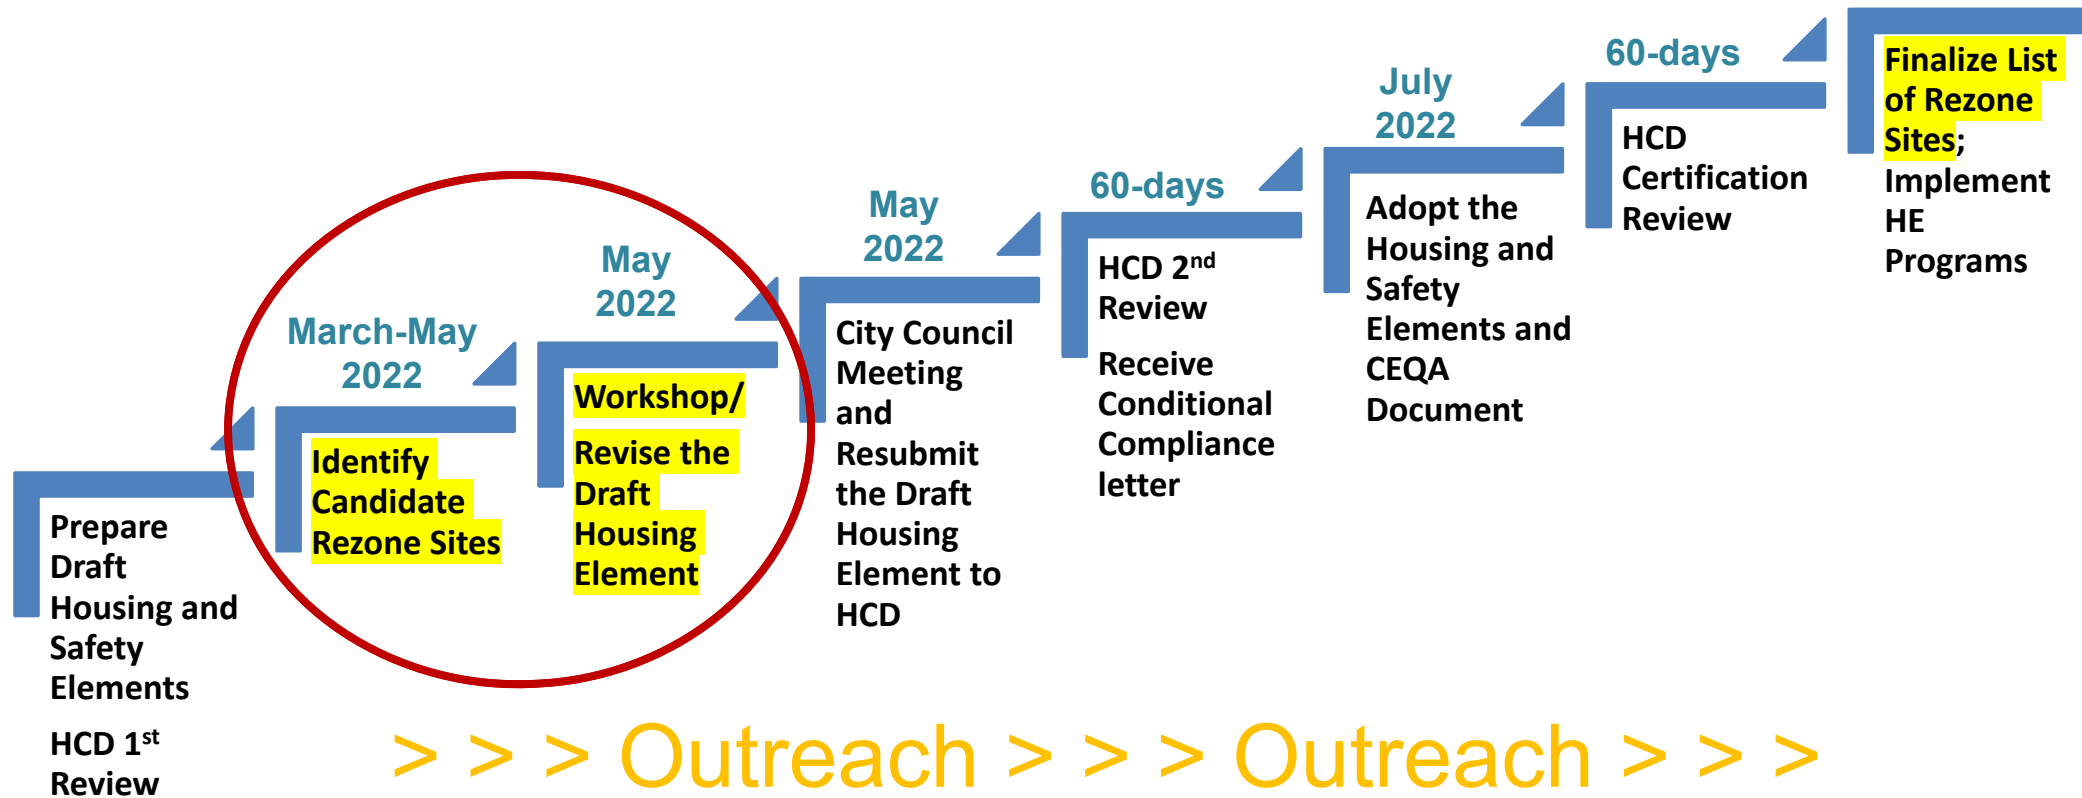 Prepare
Draft
Housing and
Safety
Elements
HCD 1st
Review
March-May
2022
Identify
Candidate
Rezone Sites
May
2022
Workshop/
Revise the
Draft
Housing
Element
May
2022
City Council
Meeting
and
Resubmit
the Draft
Housing
Element to
HCD
60-days
HCD 2nd
Review
Receive
Conditional
Compliance
letter
July
2022
Adopt the
Housing and
Safety
Elements and
CEQA
Document
60-days
HCD
Certification
Review
Finalize List
of Rezone
Sites;
Implement
HE
Programs
> > > Outreach > > > Outreach > > >